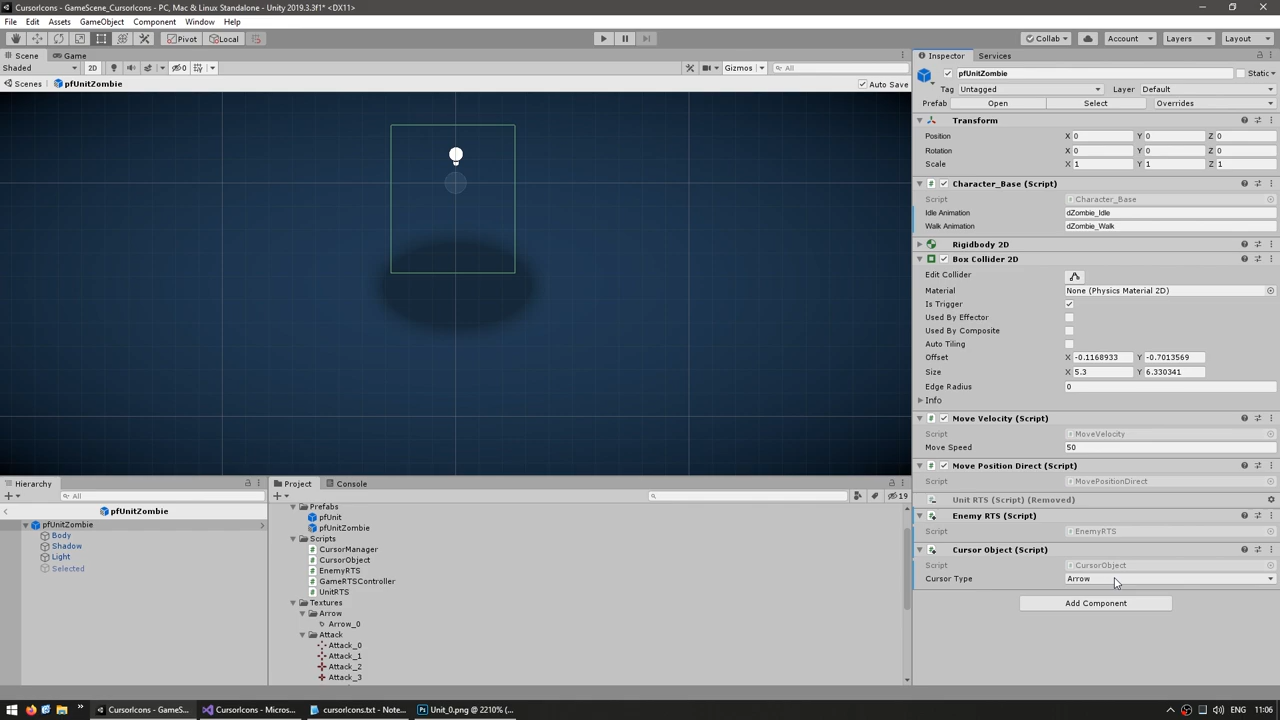 CursorIcons - GameScene_CursorIcons - PC, Mac & Linux Standalone - Unity 2019.3.3f1* <DX11>
File Edit Assets GameObject Component Window Help
Pivot Local Collab Account Layers Layout
Scene Game Inspector Services
Shaded 2D 0 Gizmos All
Scenes pfUnitZombie Auto Save
pfUnitZombie Static
Tag Untagged Layer Default
Prefab Open Select Overrides
Transform
Position X 0 Y 0 Z 0
Rotation X 0 Y 0 Z 0
Scale X 1 Y 1 Z 1
Character_Base (Script)
Script Character_Base
Idle Animation dZombie_Idle
Walk Animation dZombie_Walk
Rigidbody 2D
Box Collider 2D
Edit Collider
Material None (Physics Material 2D)
Is Trigger
Used By Effector
Used By Composite
Auto Tiling
Offset X -0.1168933 Y -0.7013569
Size X 5.3 Y 6.330341
Edge Radius 0
Info
Move Velocity (Script)
Script MoveVelocity
Move Speed 50
Move Position Direct (Script)
Script MovePositionDirect
Unit RTS (Script) (Removed)
Enemy RTS (Script)
Script EnemyRTS
Cursor Object (Script)
Script CursorObject
Cursor Type Arrow
Add Component
Hierarchy
All
pfUnitZombie
pfUnitZombie
Body
Shadow
Light
Selected
Project Console
19
Prefabs
pfUnit
pfUnitZombie
Scripts
CursorManager
CursorObject
EnemyRTS
GameRTSController
UnitRTS
Textures
Arrow
Arrow_0
Attack
Attack_0
Attack_1
Attack_2
Attack_3
CursorIcons - GameS... CursorIcons - Micros... cursorIcons.txt - Note... Unit_0.png @ 2210% (... ENG 11:06